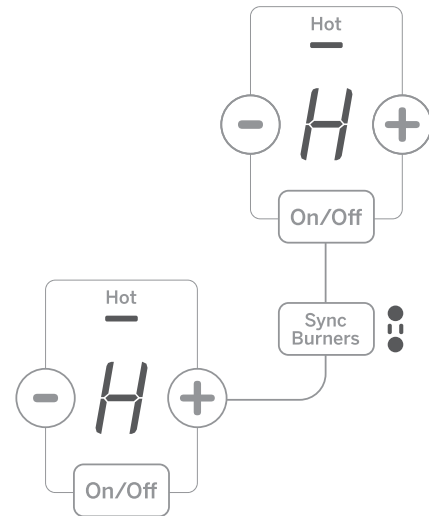 Hot
H
On/Off
Sync
Burners
Hot
H
On/Off